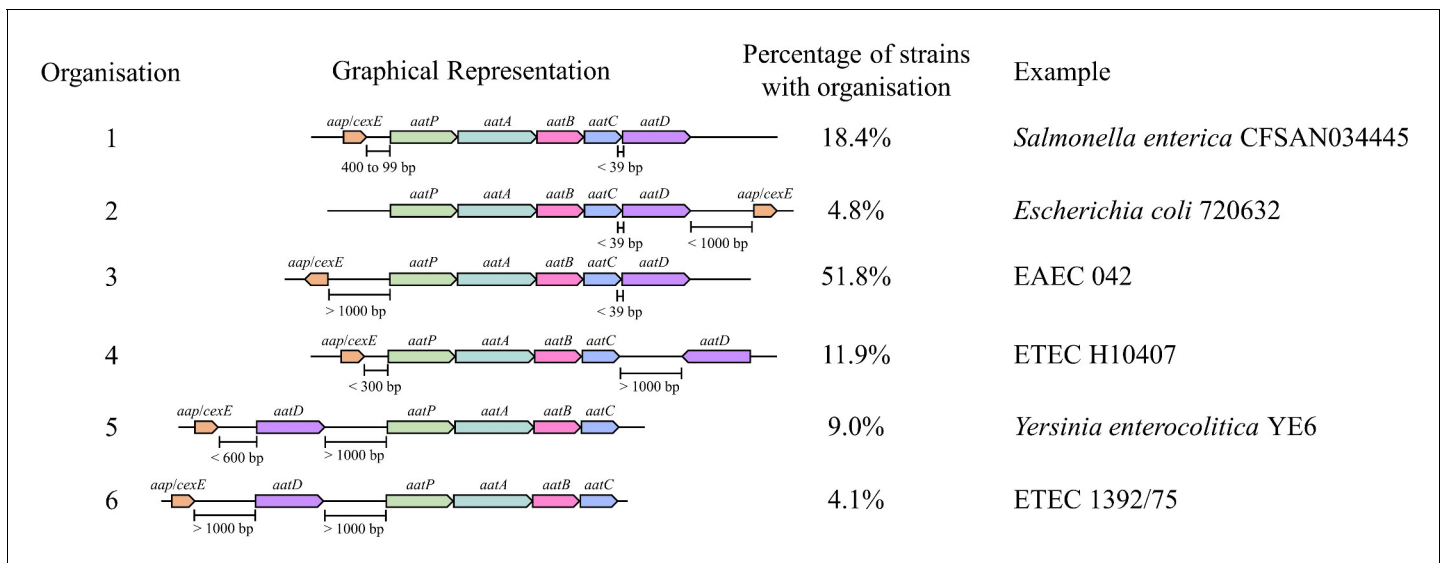 Organisation Graphical Representation Percentage of strains with organisation Example
aap/cexE aatP aatA aatB aatC aatD
1 18.4% Salmonella enterica CFSAN034445
400 to 99 bp < 39 bp
aatP aatA aatB aatC aatD aap/cexE
2 4.8% Escherichia coli 720632
< 39 bp < 1000 bp
aap/cexE aatP aatA aatB aatC aatD
3 51.8% EAEC 042
> 1000 bp < 39 bp
aap/cexE aatP aatA aatB aatC aatD
4 11.9% ETEC H10407
< 300 bp > 1000 bp
aap/cexE aatD aatP aatA aatB aatC
5 9.0% Yersinia enterocolitica YE6
< 600 bp > 1000 bp
aap/cexE aatD aatP aatA aatB aatC
6 4.1% ETEC 1392/75
> 1000 bp > 1000 bp